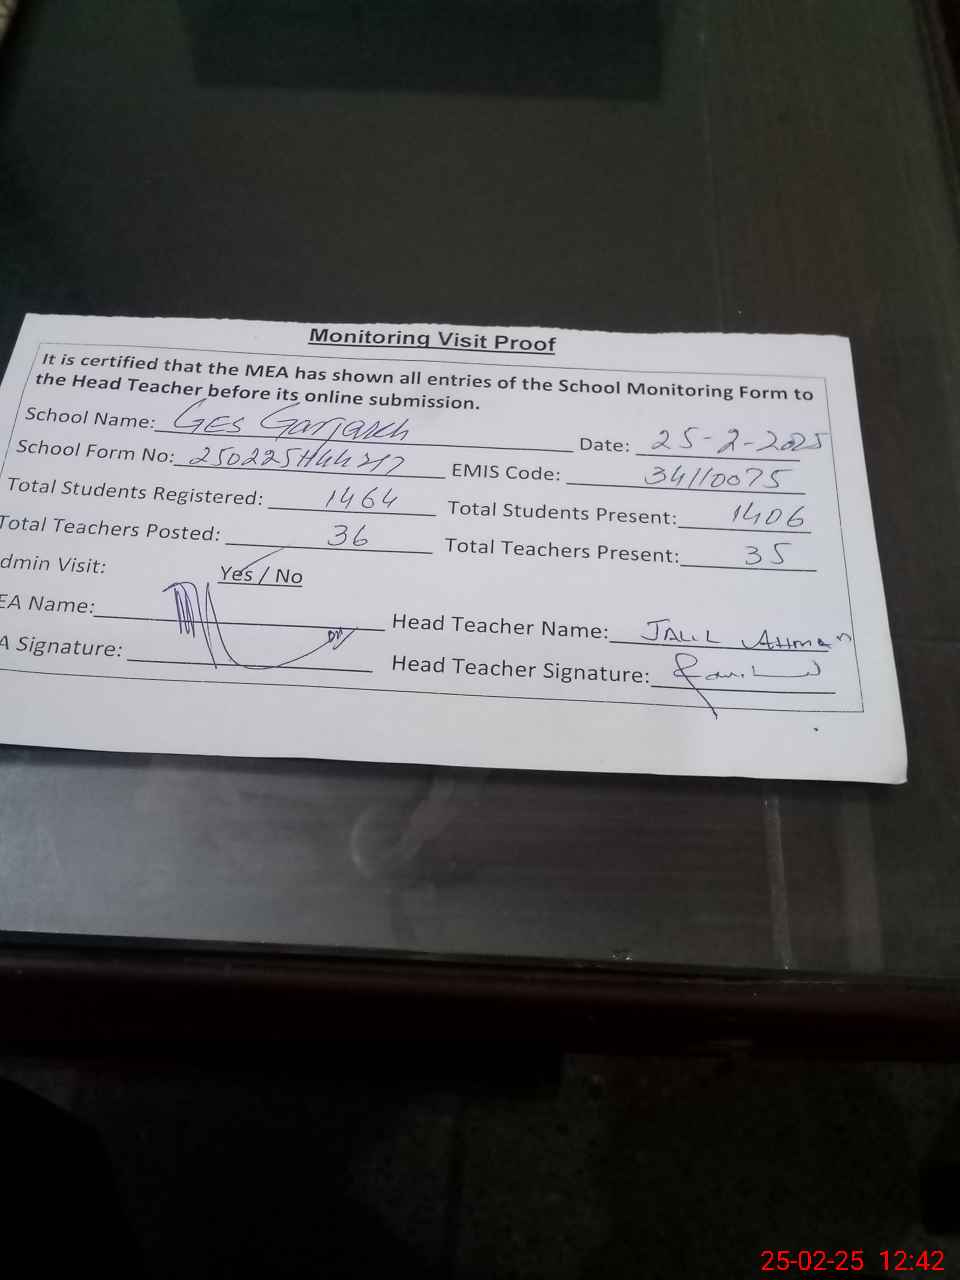 Monitoring Visit Proof
It is certified that the MEA has shown all entries of the School Monitoring Form to
the Head Teacher before its online submission.
School Name: GES Garjakh Date: 25-2-2025
School Form No: EMIS Code: 34110075
Total Students Registered: 1464 Total Students Present: 1406
Total Teachers Posted: 36 Total Teachers Present: 35
dmin Visit: Yes / No
EA Name: Head Teacher Name: JALIL
A Signature: Head Teacher Signature:
25-02-25 12:42